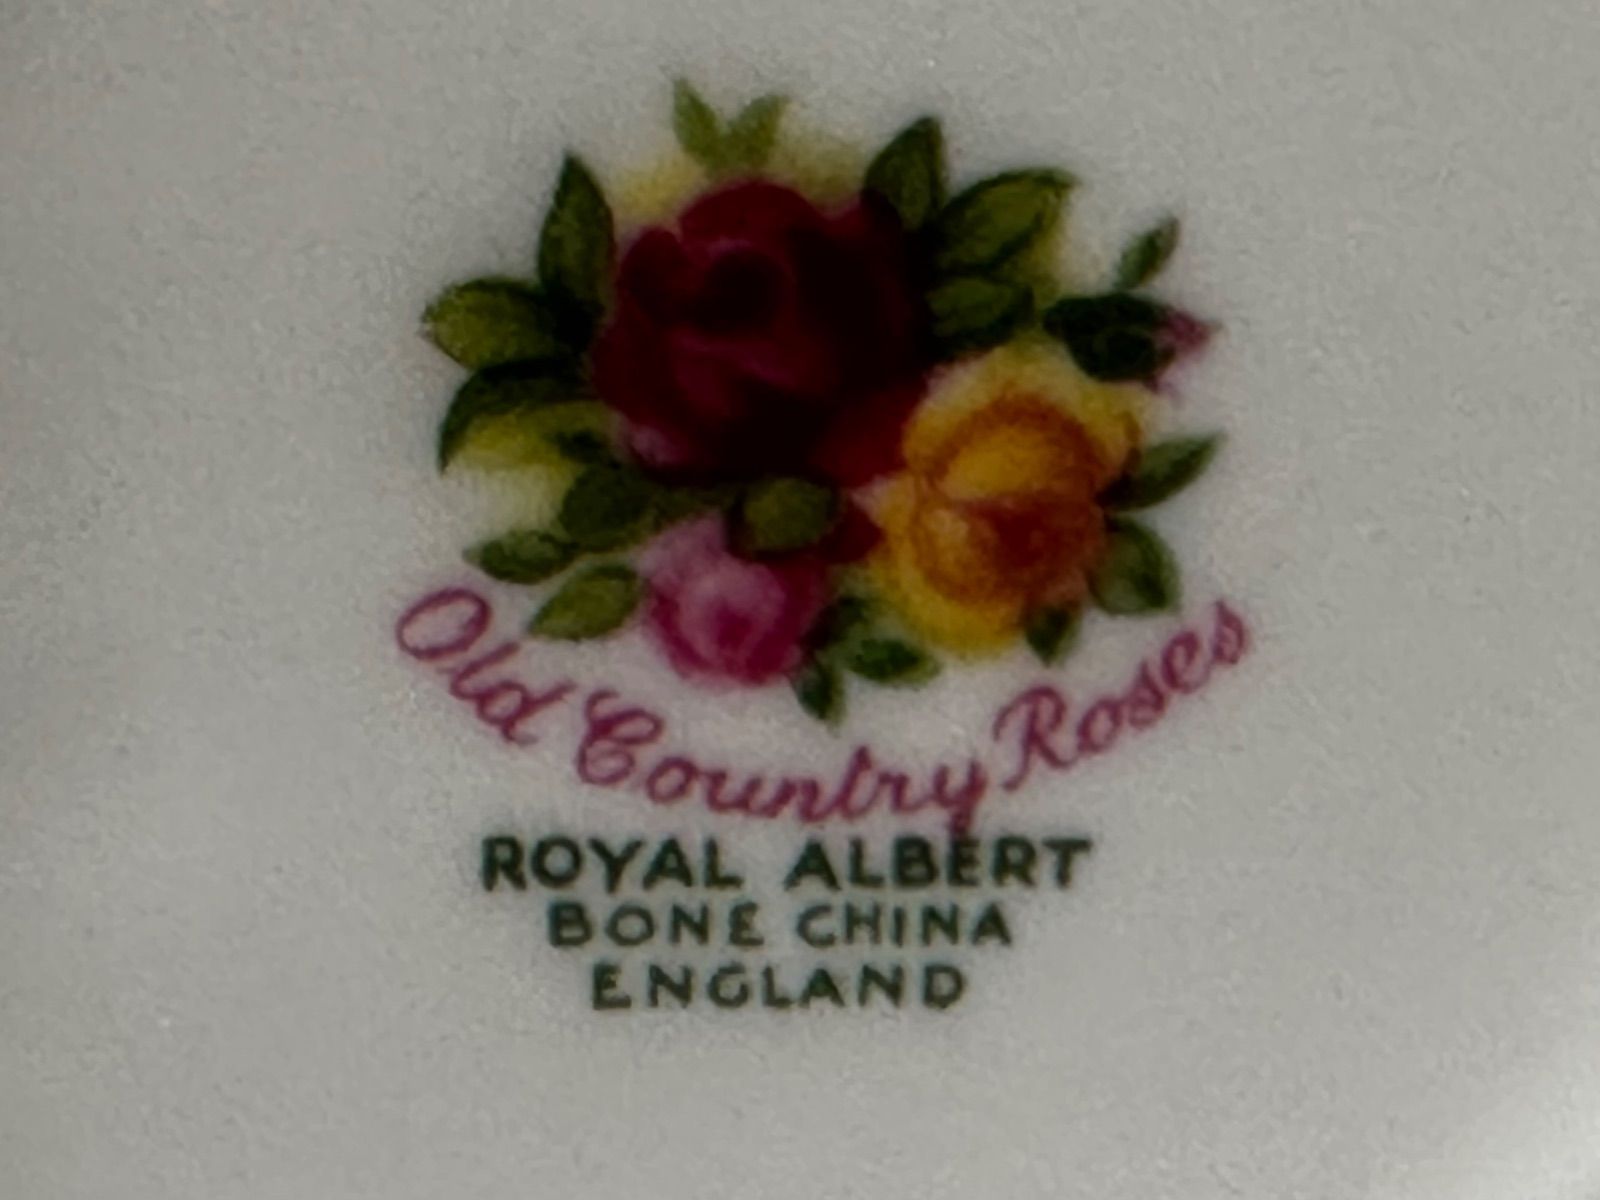 Old Country Roses
ROYAL ALBERT
BONE CHINA
ENGLAND